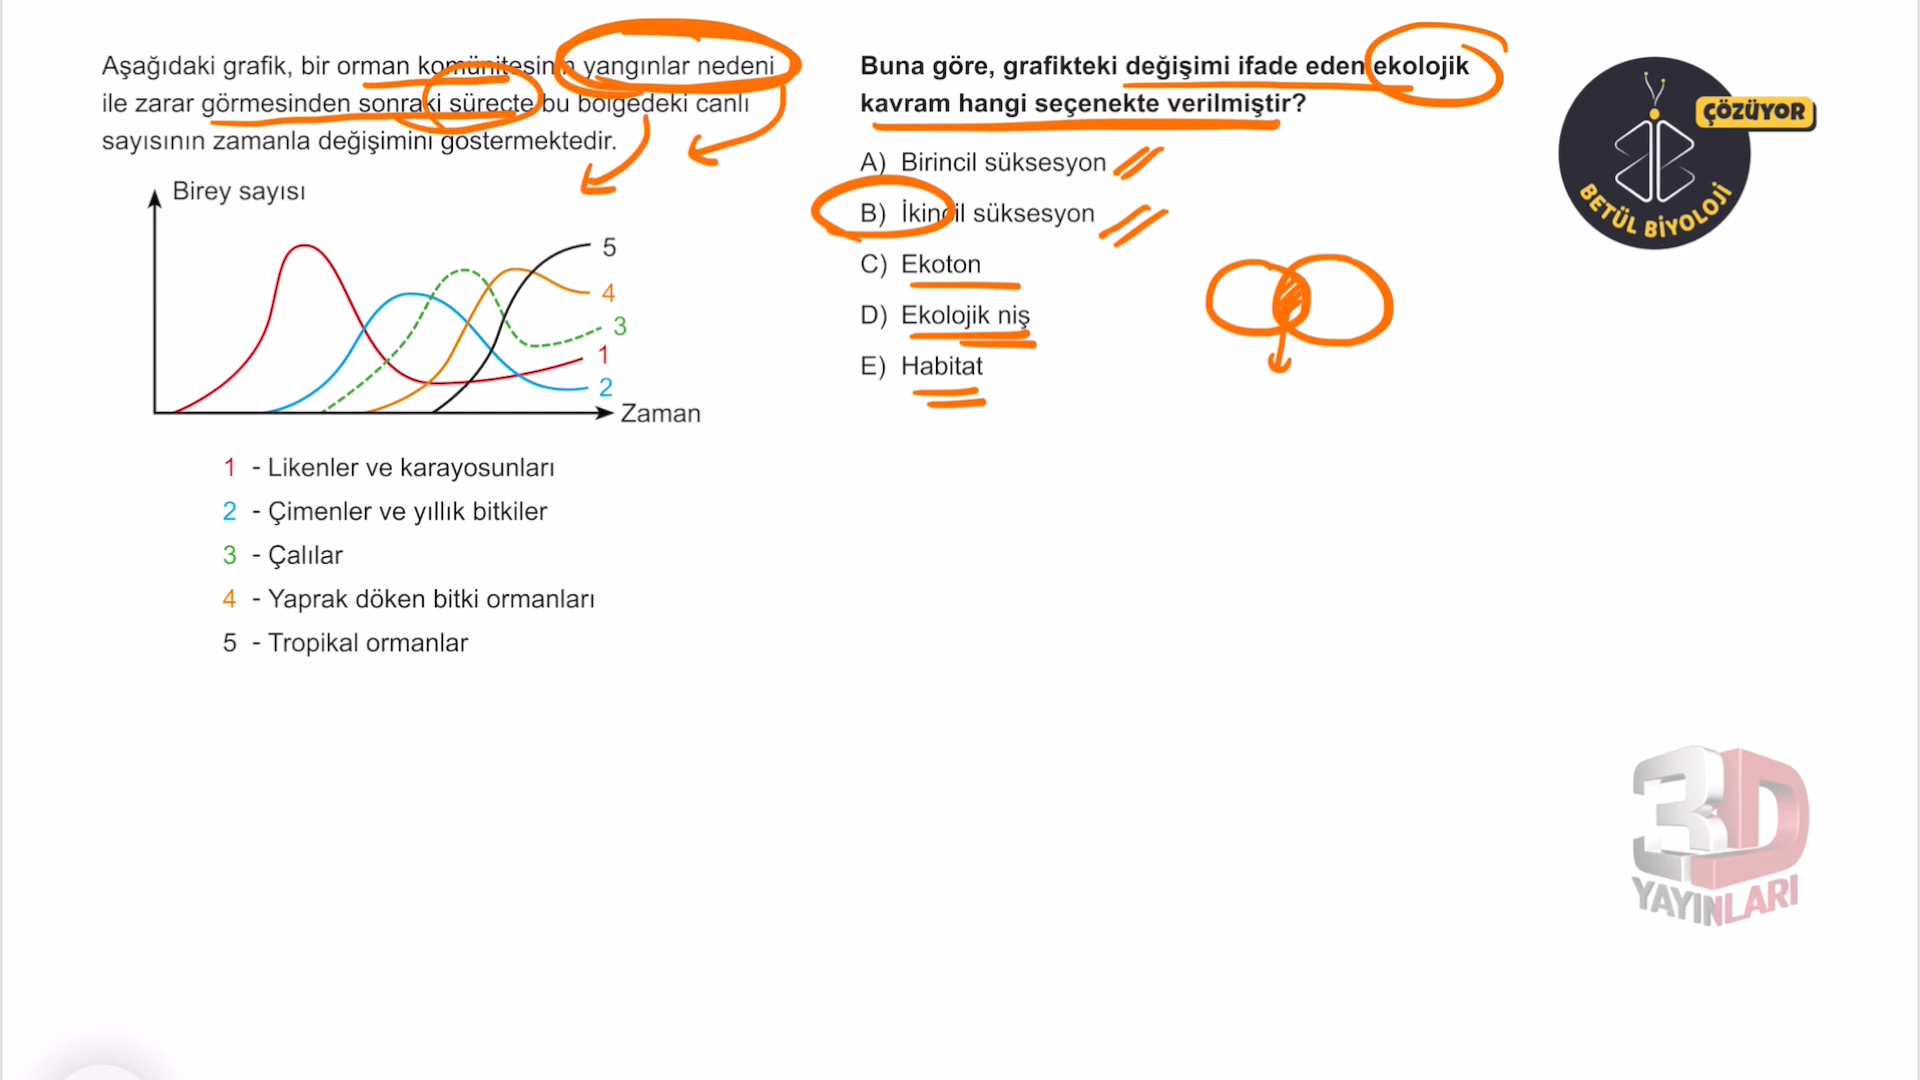 Aşağıdaki grafik, bir orman komünitesinin yangınlar nedeni
ile zarar görmesinden sonraki süreçte bu bölgedeki canlı
sayısının zamanla değişimini göstermektedir.
Birey sayısı
5
4
3
1
2
Zaman
1 - Likenler ve karayosunları
2 - Çimenler ve yıllık bitkiler
3 - Çalılar
4 - Yaprak döken bitki ormanları
5 - Tropikal ormanlar
Buna göre, grafikteki değişimi ifade eden ekolojik
kavram hangi seçenekte verilmiştir?
A) Birincil süksesyon
B) İkincil süksesyon
C) Ekoton
D) Ekolojik niş
E) Habitat
ÇÖZÜYOR
BETÜL BİYOLOJİ
3D
YAYINLARI